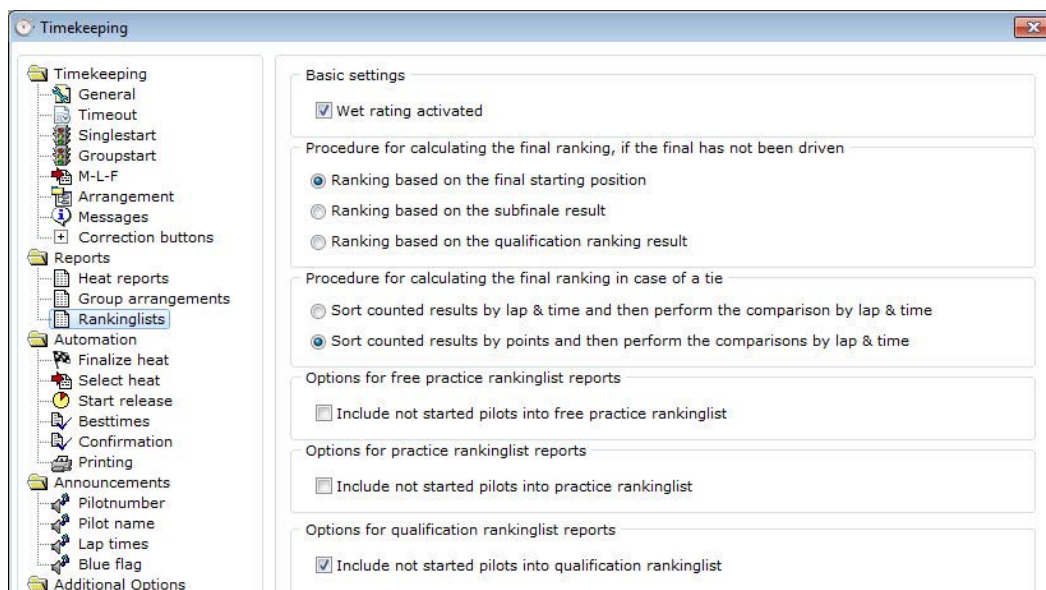 Timekeeping
Timekeeping
General
Timeout
Singlestart
Groupstart
M-L-F
Arrangement
Messages
Correction buttons
Reports
Heat reports
Group arrangements
Rankinglists
Automation
Finalize heat
Select heat
Start release
Besttimes
Confirmation
Printing
Announcements
Pilotnumber
Pilot name
Lap times
Blue flag
Additional Options
Basic settings
Wet rating activated
Procedure for calculating the final ranking, if the final has not been driven
Ranking based on the final starting position
Ranking based on the subfinale result
Ranking based on the qualification ranking result
Procedure for calculating the final ranking in case of a tie
Sort counted results by lap & time and then perform the comparison by lap & time
Sort counted results by points and then perform the comparisons by lap & time
Options for free practice rankinglist reports
Include not started pilots into free practice rankinglist
Options for practice rankinglist reports
Include not started pilots into practice rankinglist
Options for qualification rankinglist reports
Include not started pilots into qualification rankinglist